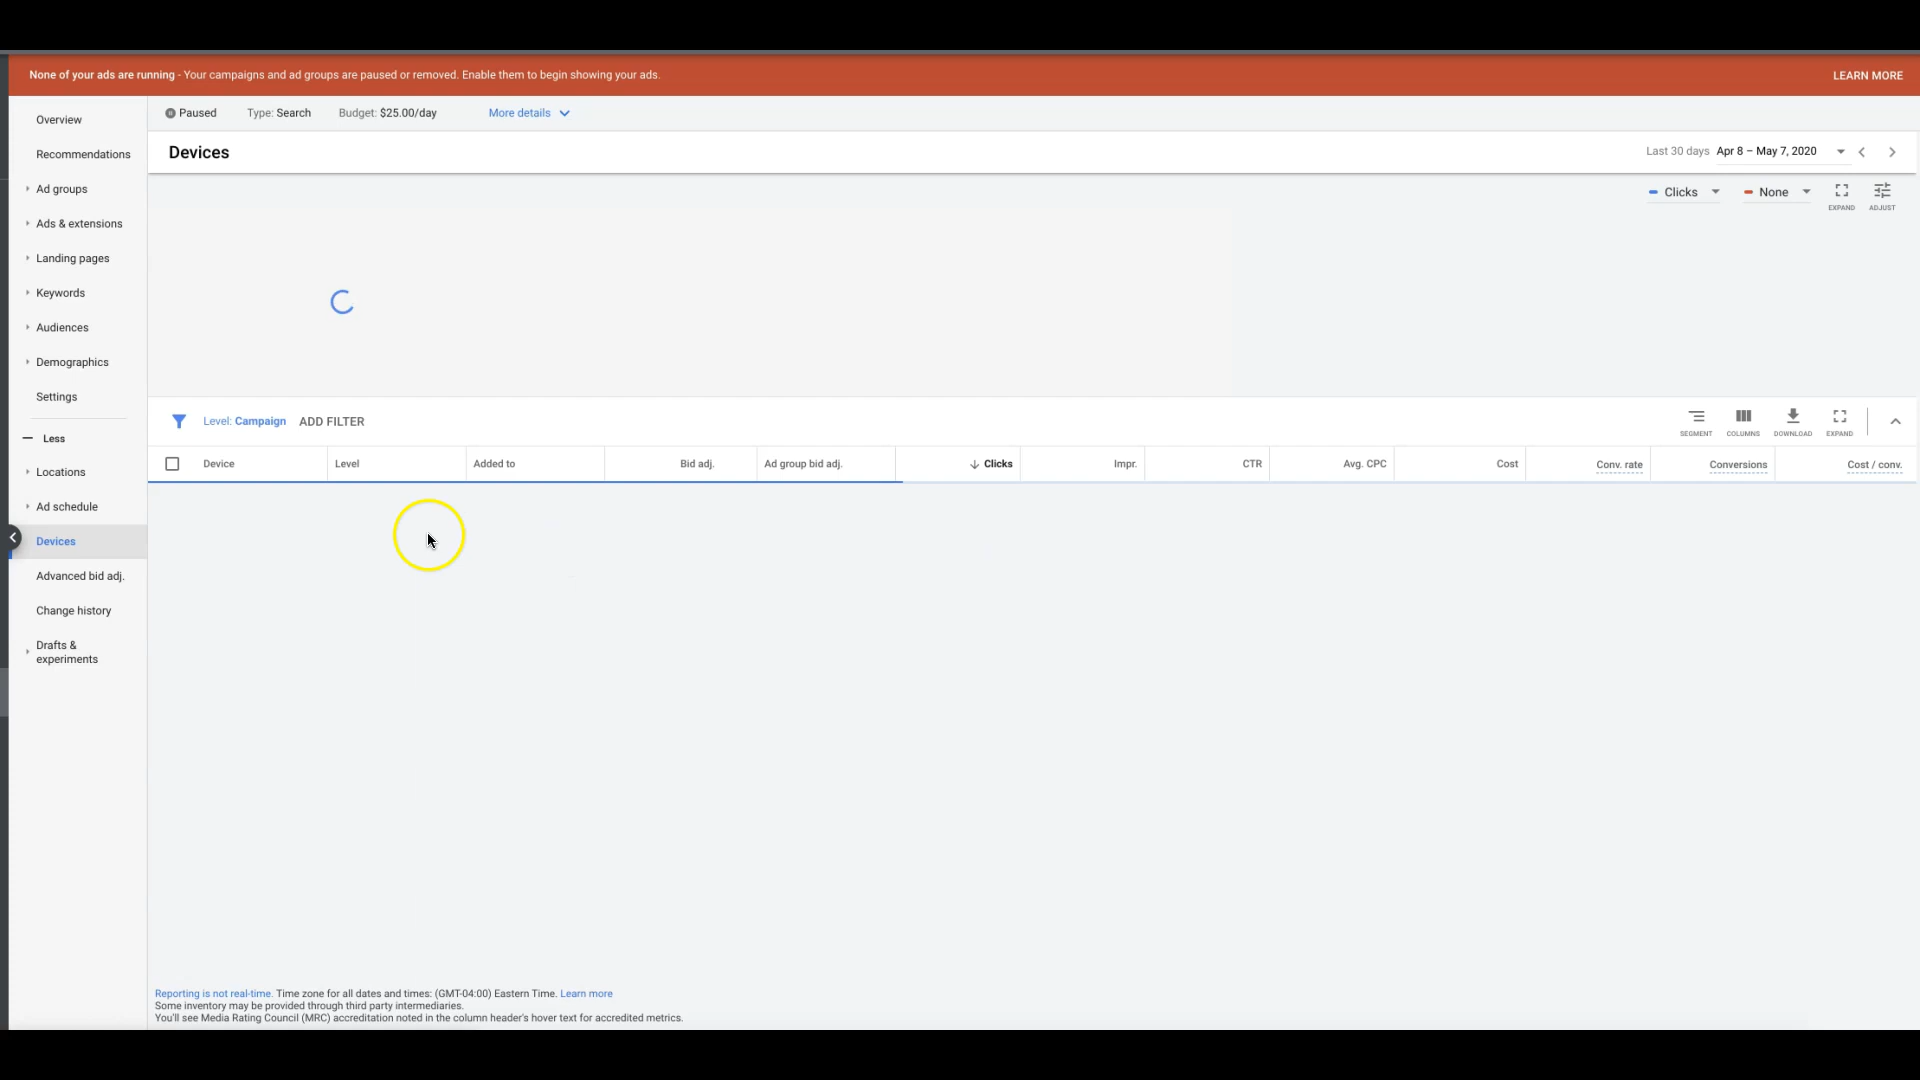 None of your ads are running - Your campaigns and ad groups are paused or removed. Enable them to begin showing your ads.
LEARN MORE
Overview
Recommendations
Ad groups
Ads & extensions
Landing pages
Keywords
Audiences
Demographics
Settings
Less
Locations
Ad schedule
Devices
Advanced bid adj.
Change history
Drafts &
experiments
Paused Type: Search Budget: $25.00/day More details
Devices
Last 30 days Apr 8 – May 7, 2020
Clicks None
EXPAND ADJUST
Level: Campaign ADD FILTER
SEGMENT COLUMNS DOWNLOAD EXPAND
Device Level Added to Bid adj. Ad group bid adj. Clicks Impr. CTR Avg. CPC Cost Conv. rate Conversions Cost / conv.
Reporting is not real-time. Time zone for all dates and times: (GMT-04:00) Eastern Time. Learn more
Some inventory may be provided through third party intermediaries.
You'll see Media Rating Council (MRC) accreditation noted in the column header's hover text for accredited metrics.